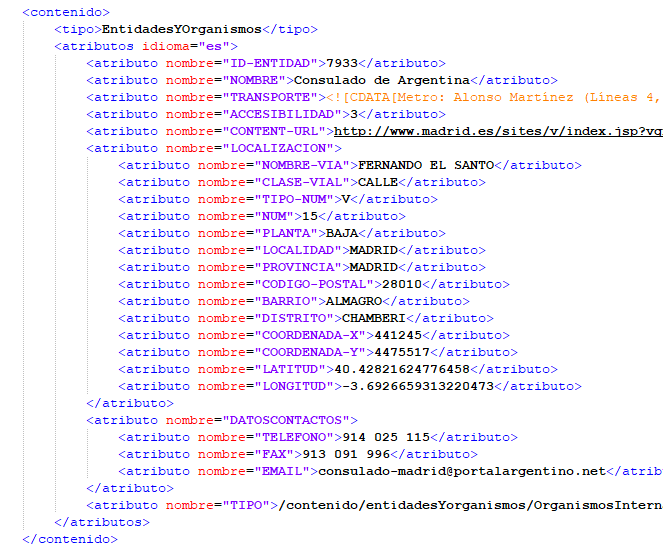 <contenido>
<tipo>EntidadesYOrganismos</tipo>
<atributos idioma="es">
<atributo nombre="ID-ENTIDAD">7933</atributo>
<atributo nombre="NOMBRE">Consulado de Argentina</atributo>
<atributo nombre="TRANSPORTE"><![CDATA[Metro: Alonso Martínez (Líneas 4,
<atributo nombre="ACCESIBILIDAD">3</atributo>
<atributo nombre="CONTENT-URL">http://www.madrid.es/sites/v/index.jsp?vq
<atributo nombre="LOCALIZACION">
<atributo nombre="NOMBRE-VIA">FERNANDO EL SANTO</atributo>
<atributo nombre="CLASE-VIAL">CALLE</atributo>
<atributo nombre="TIPO-NUM">V</atributo>
<atributo nombre="NUM">15</atributo>
<atributo nombre="PLANTA">BAJA</atributo>
<atributo nombre="LOCALIDAD">MADRID</atributo>
<atributo nombre="PROVINCIA">MADRID</atributo>
<atributo nombre="CODIGO-POSTAL">28010</atributo>
<atributo nombre="BARRIO">ALMAGRO</atributo>
<atributo nombre="DISTRITO">CHAMBERI</atributo>
<atributo nombre="COORDENADA-X">441245</atributo>
<atributo nombre="COORDENADA-Y">4475517</atributo>
<atributo nombre="LATITUD">40.42821624776458</atributo>
<atributo nombre="LONGITUD">-3.6926659313220473</atributo>
</atributo>
<atributo nombre="DATOSCONTACTOS">
<atributo nombre="TELEFONO">914 025 115</atributo>
<atributo nombre="FAX">913 091 996</atributo>
<atributo nombre="EMAIL">consulado-madrid@portalargentino.net</atribut
</atributo>
<atributo nombre="TIPO">/contenido/entidadesYorganismos/OrganismosIntern
</atributos>
</contenido>